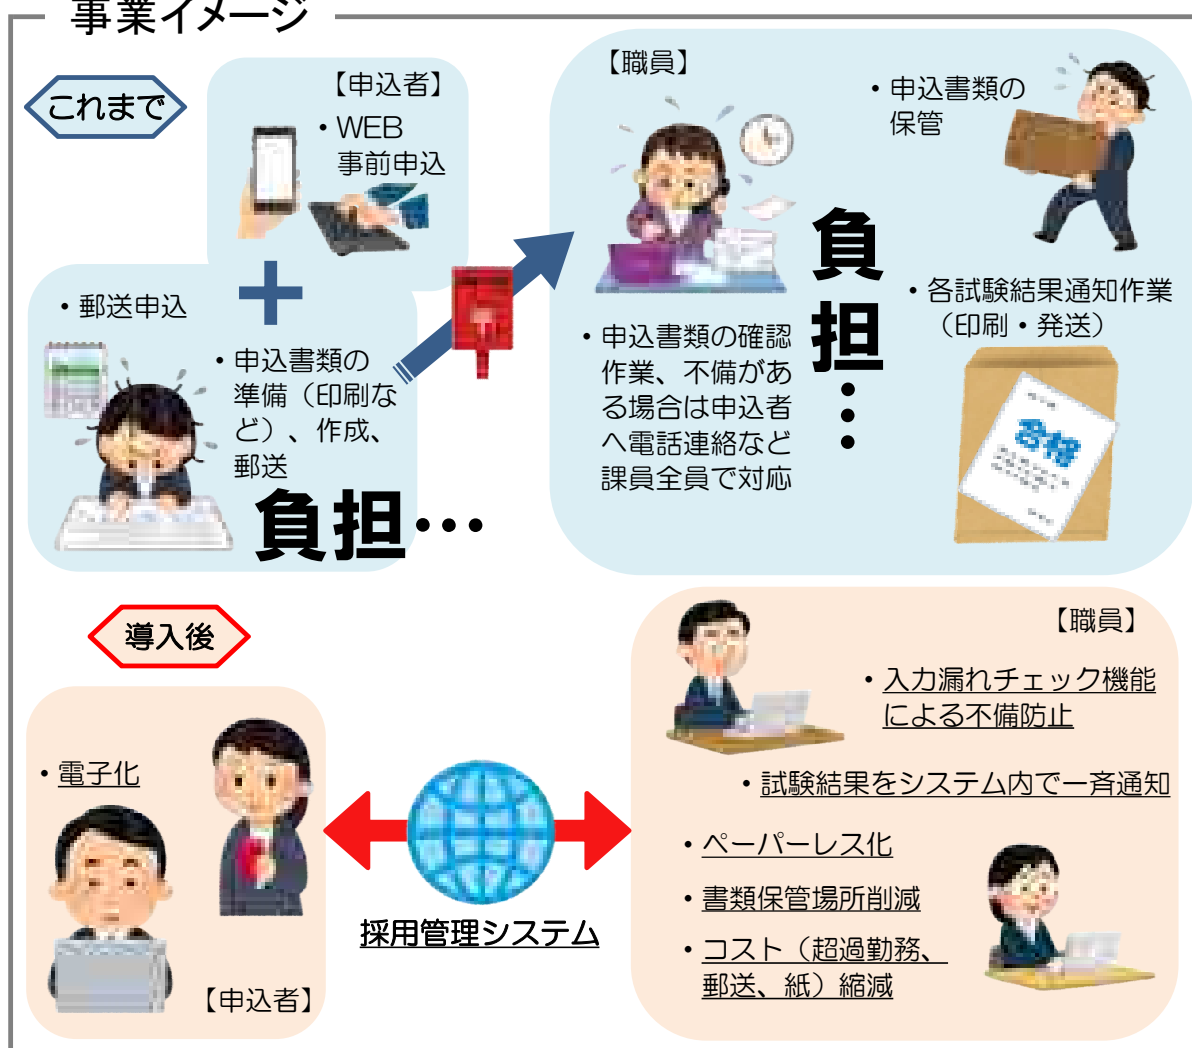 事業イメージ
これまで
【申込者】
・WEB
事前申込
・郵送申込
・申込書類の
準備（印刷な
ど）、作成、
郵送
負担…
【職員】
・申込書類の確認
作業、不備があ
る場合は申込者
へ電話連絡など
課員全員で対応
負担…
・申込書類の
保管
・各試験結果通知作業
（印刷・発送）
合格
導入後
・電子化
【申込者】
採用管理システム
【職員】
・入力漏れチェック機能
による不備防止
・試験結果をシステム内で一斉通知
・ペーパーレス化
・書類保管場所削減
・コスト（超過勤務、
郵送、紙）縮減